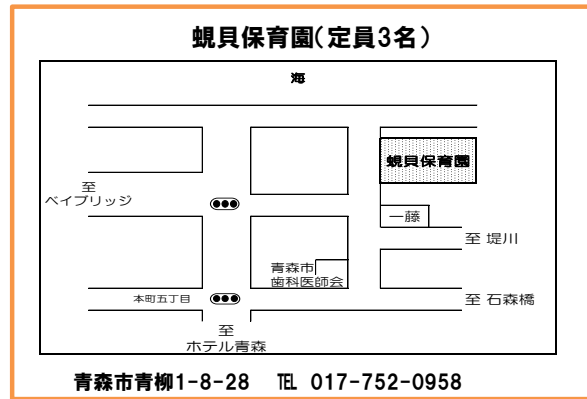 蜆貝保育園(定員3名)
海
蜆貝保育園
至
ベイブリッジ
一藤
至 堤川
青森市
歯科医師会
本町五丁目
至 石森橋
至
ホテル青森
青森市青柳1-8-28 ℡ 017-752-0958